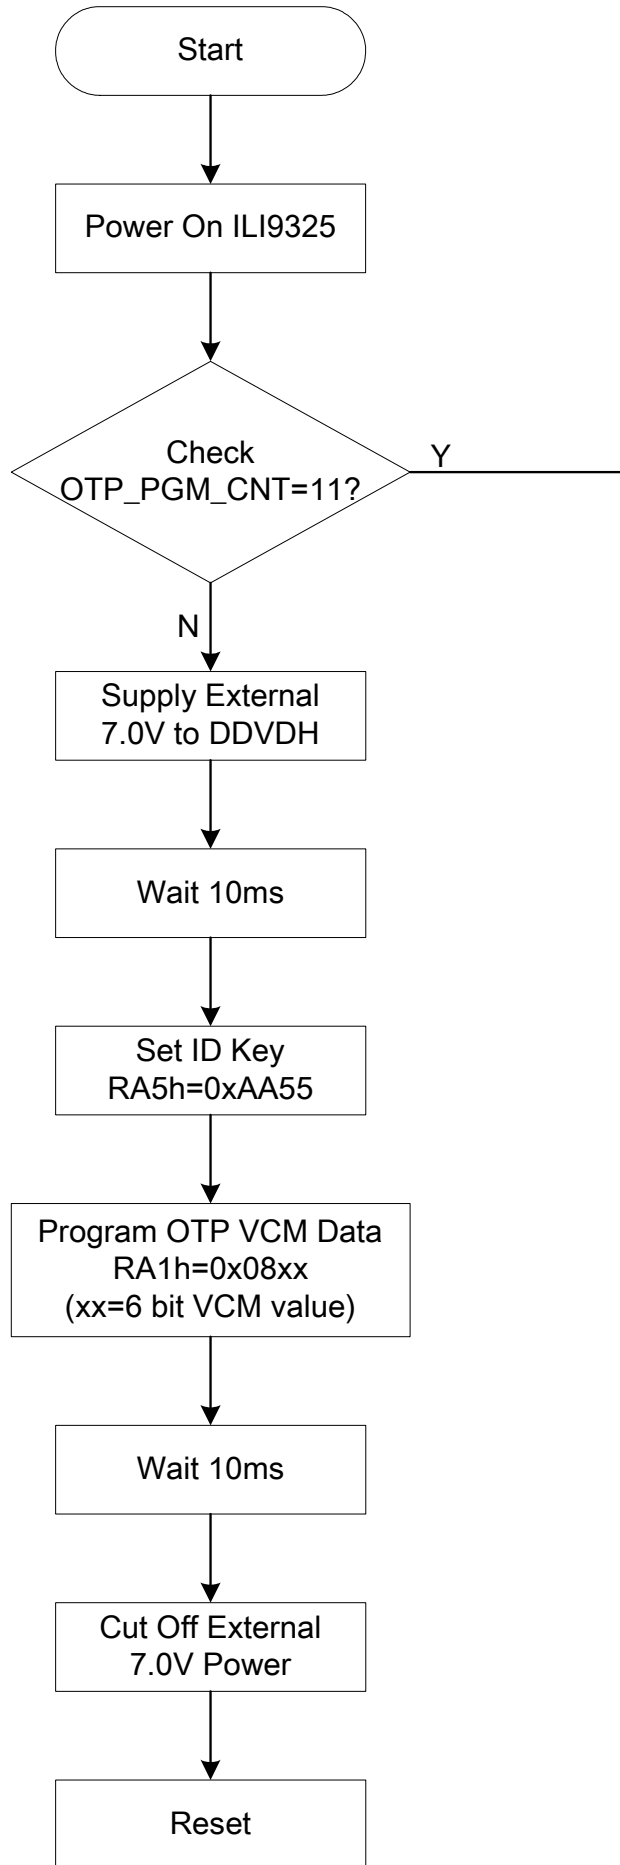 Start
Power On ILI9325
Check
OTP_PGM_CNT=11?
Y
N
Supply External
7.0V to DDVDH
Wait 10ms
Set ID Key
RA5h=0xAA55
Program OTP VCM Data
RA1h=0x08xx
(xx=6 bit VCM value)
Wait 10ms
Cut Off External
7.0V Power
Reset